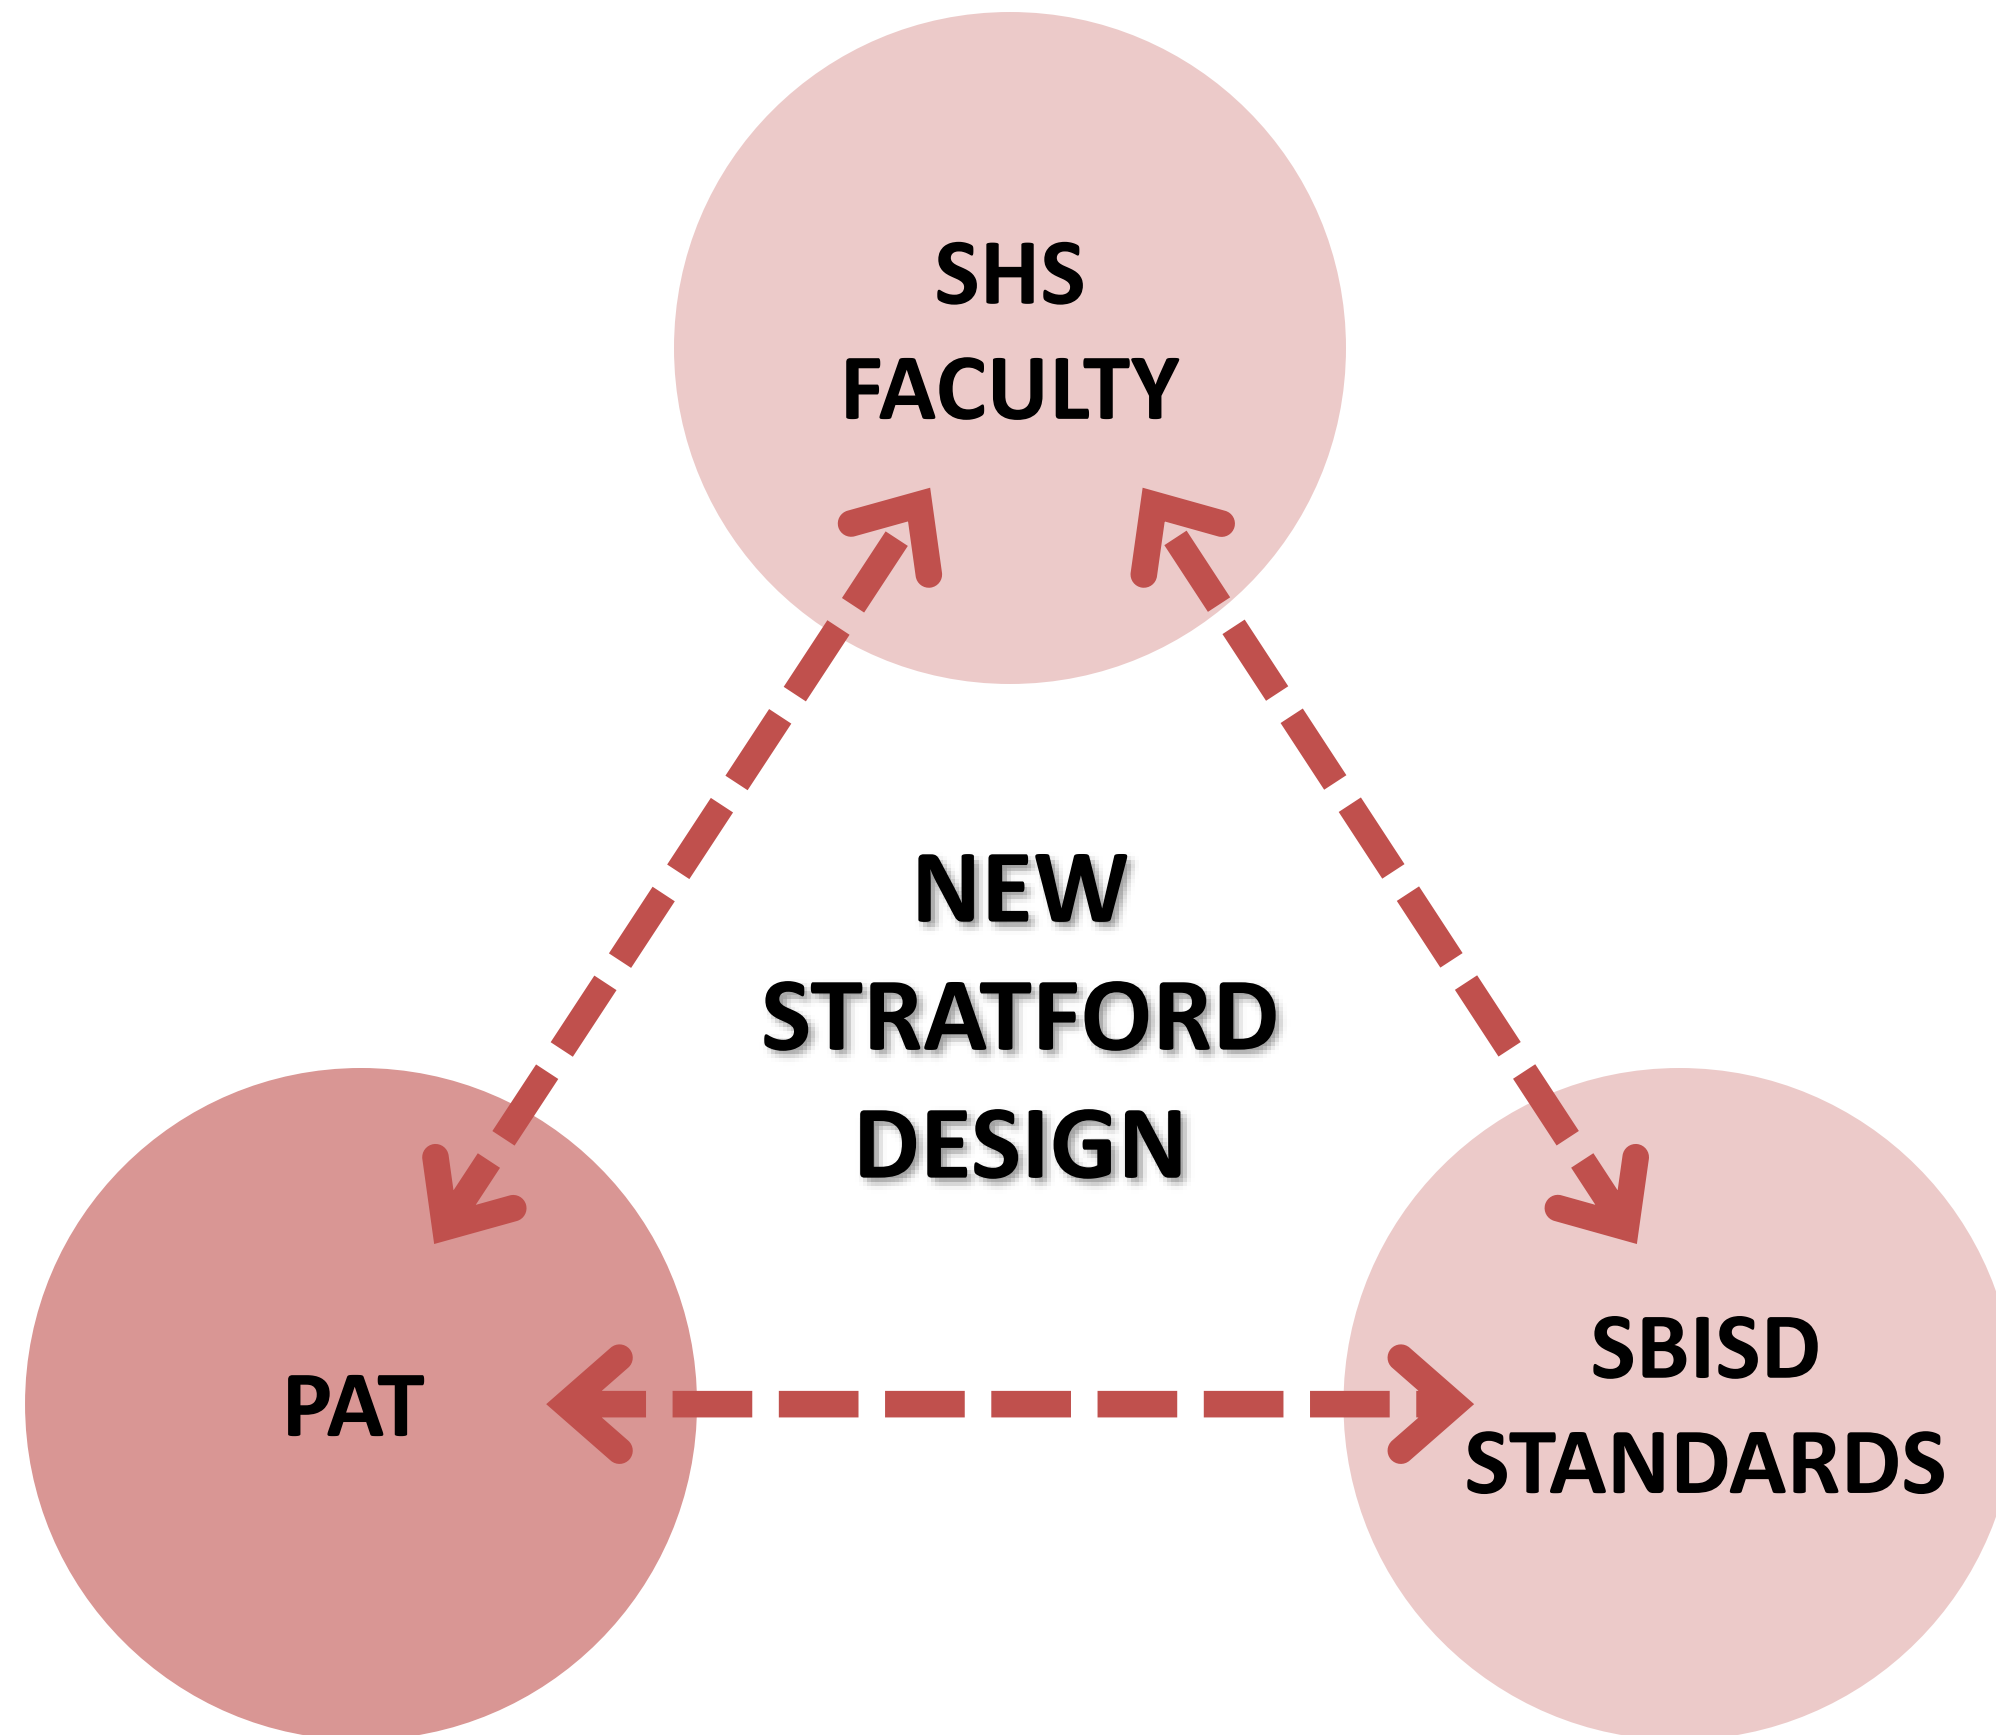 SHS
FACULTY
NEW
STRATFORD
DESIGN
PAT
SBISD
STANDARDS